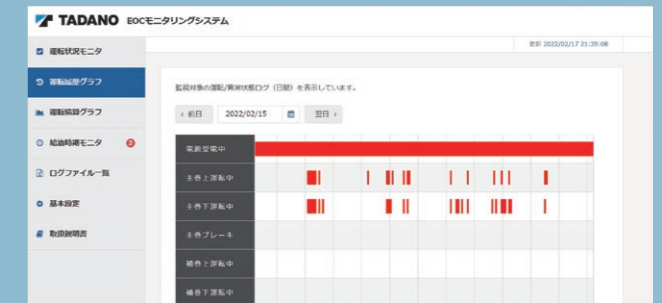 TADANO EOCモニタリングシステム
更新 2022/02/17 21:39:08
運転状況モニタ
運転履歴グラフ
運転積算グラフ
給油時期モニタ
ログファイル一覧
基本設定
取扱説明書
監視対象の運転/異常状態ログ（日間）を表示しています。
‹ 前日 2022/02/15 翌日 ›
電源受電中
主巻上運転中
主巻下運転中
主巻ブレーキ
補巻上運転中
補巻下運転中